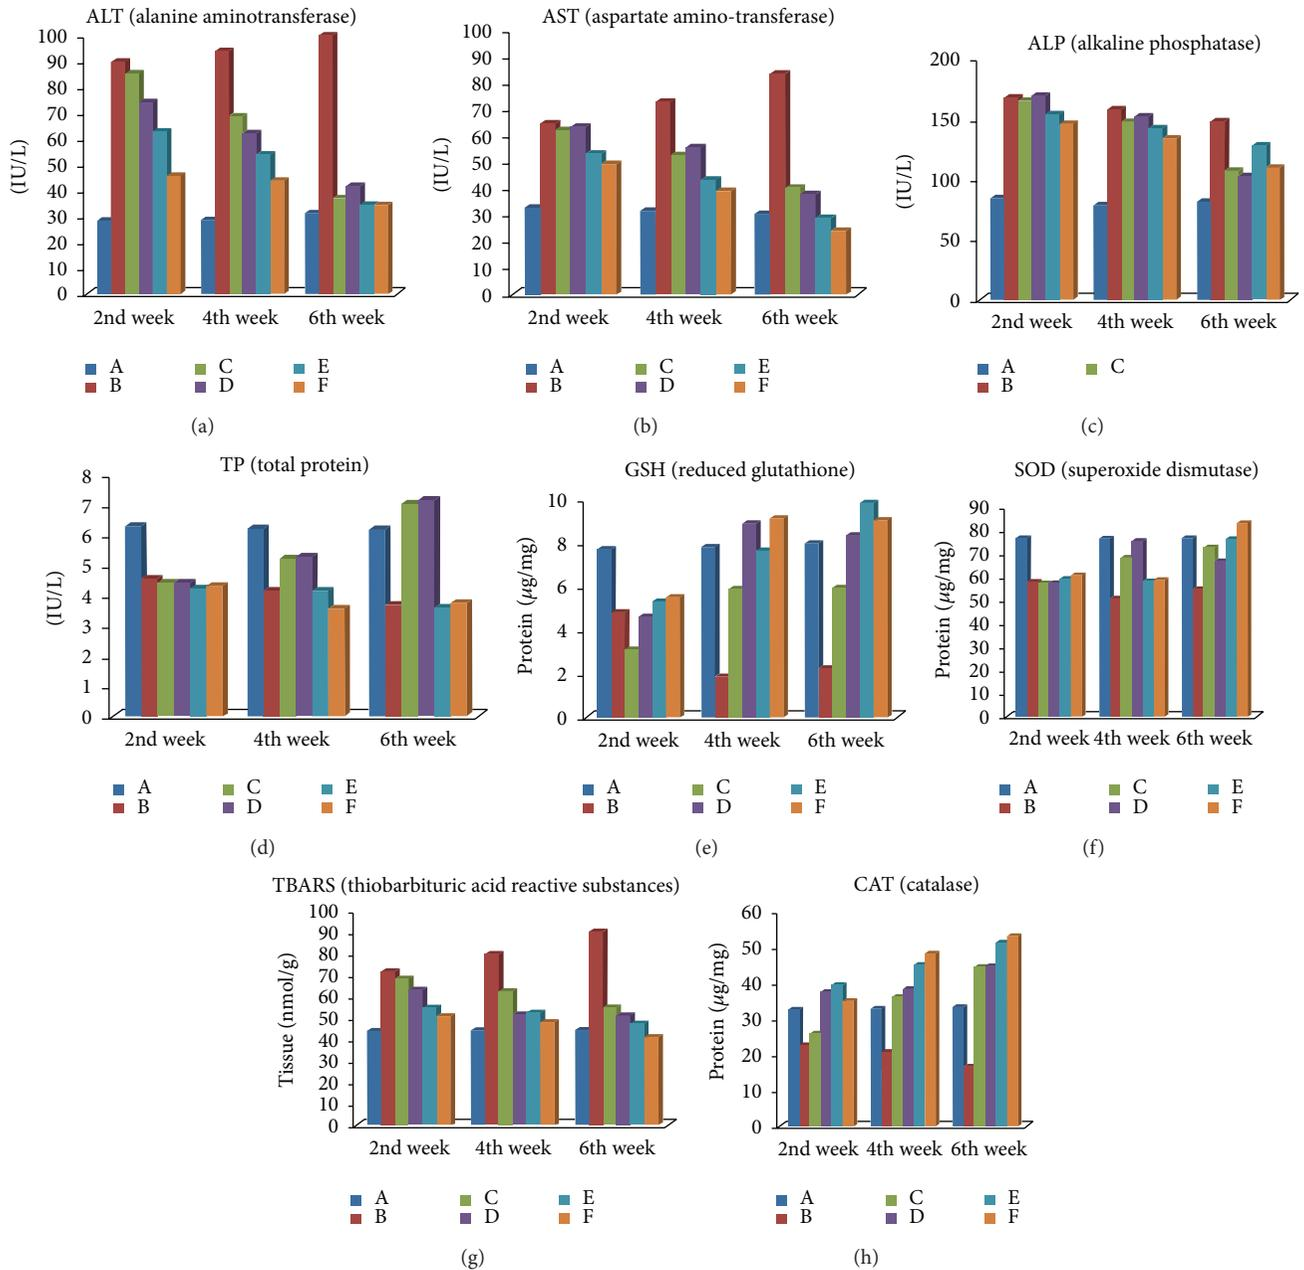 ALT (alanine aminotransferase)
100
90
80
70
60
50
40
30
20
10
0
(IU/L)
2nd week 4th week 6th week
A C E
B D F
(a)
AST (aspartate amino-transferase)
100
90
80
70
60
50
40
30
20
10
0
(IU/L)
2nd week 4th week 6th week
A C E
B D F
(b)
ALP (alkaline phosphatase)
200
150
100
50
0
(IU/L)
2nd week 4th week 6th week
A C
B
(c)
TP (total protein)
8
7
6
5
4
3
2
1
0
(IU/L)
2nd week 4th week 6th week
A C E
B D F
(d)
GSH (reduced glutathione)
10
8
6
4
2
0
Protein (μg/mg)
2nd week 4th week 6th week
A C E
B D F
(e)
SOD (superoxide dismutase)
90
80
70
60
50
40
30
20
10
0
Protein (μg/mg)
2nd week 4th week 6th week
A C E
B D F
(f)
TBARS (thiobarbituric acid reactive substances)
100
90
80
70
60
50
40
30
20
10
0
Tissue (nmol/g)
2nd week 4th week 6th week
A C E
B D F
(g)
CAT (catalase)
60
50
40
30
20
10
0
Protein (μg/mg)
2nd week 4th week 6th week
A C E
B D F
(h)